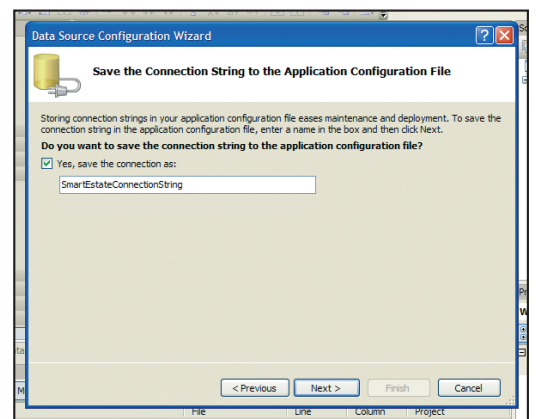 Data Source Configuration Wizard
Save the Connection String to the Application Configuration File
Storing connection strings in your application configuration file eases maintenance and deployment. To save the
connection string in the application configuration file, enter a name in the box and then click Next.
Do you want to save the connection string to the application configuration file?
Yes, save the connection as:
SmartEstateConnectionString
< Previous Next > Finish Cancel
File Line Column Project